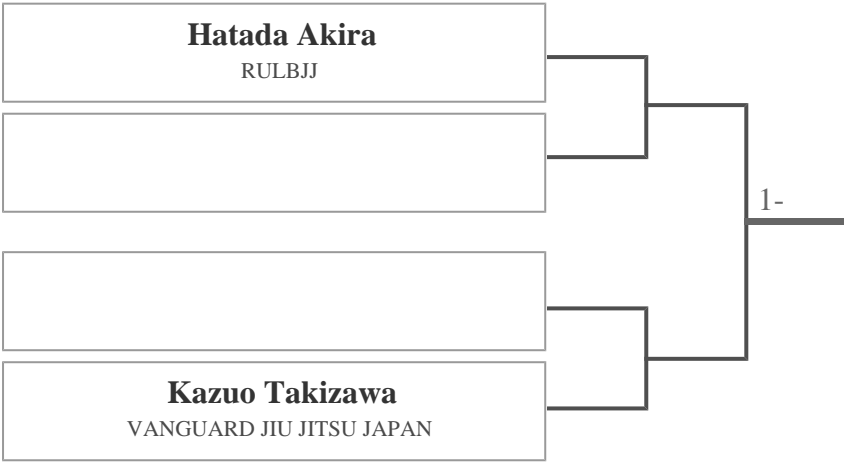 Hatada Akira
RULBJJ
1-
Kazuo Takizawa
VANGUARD JIU JITSU JAPAN